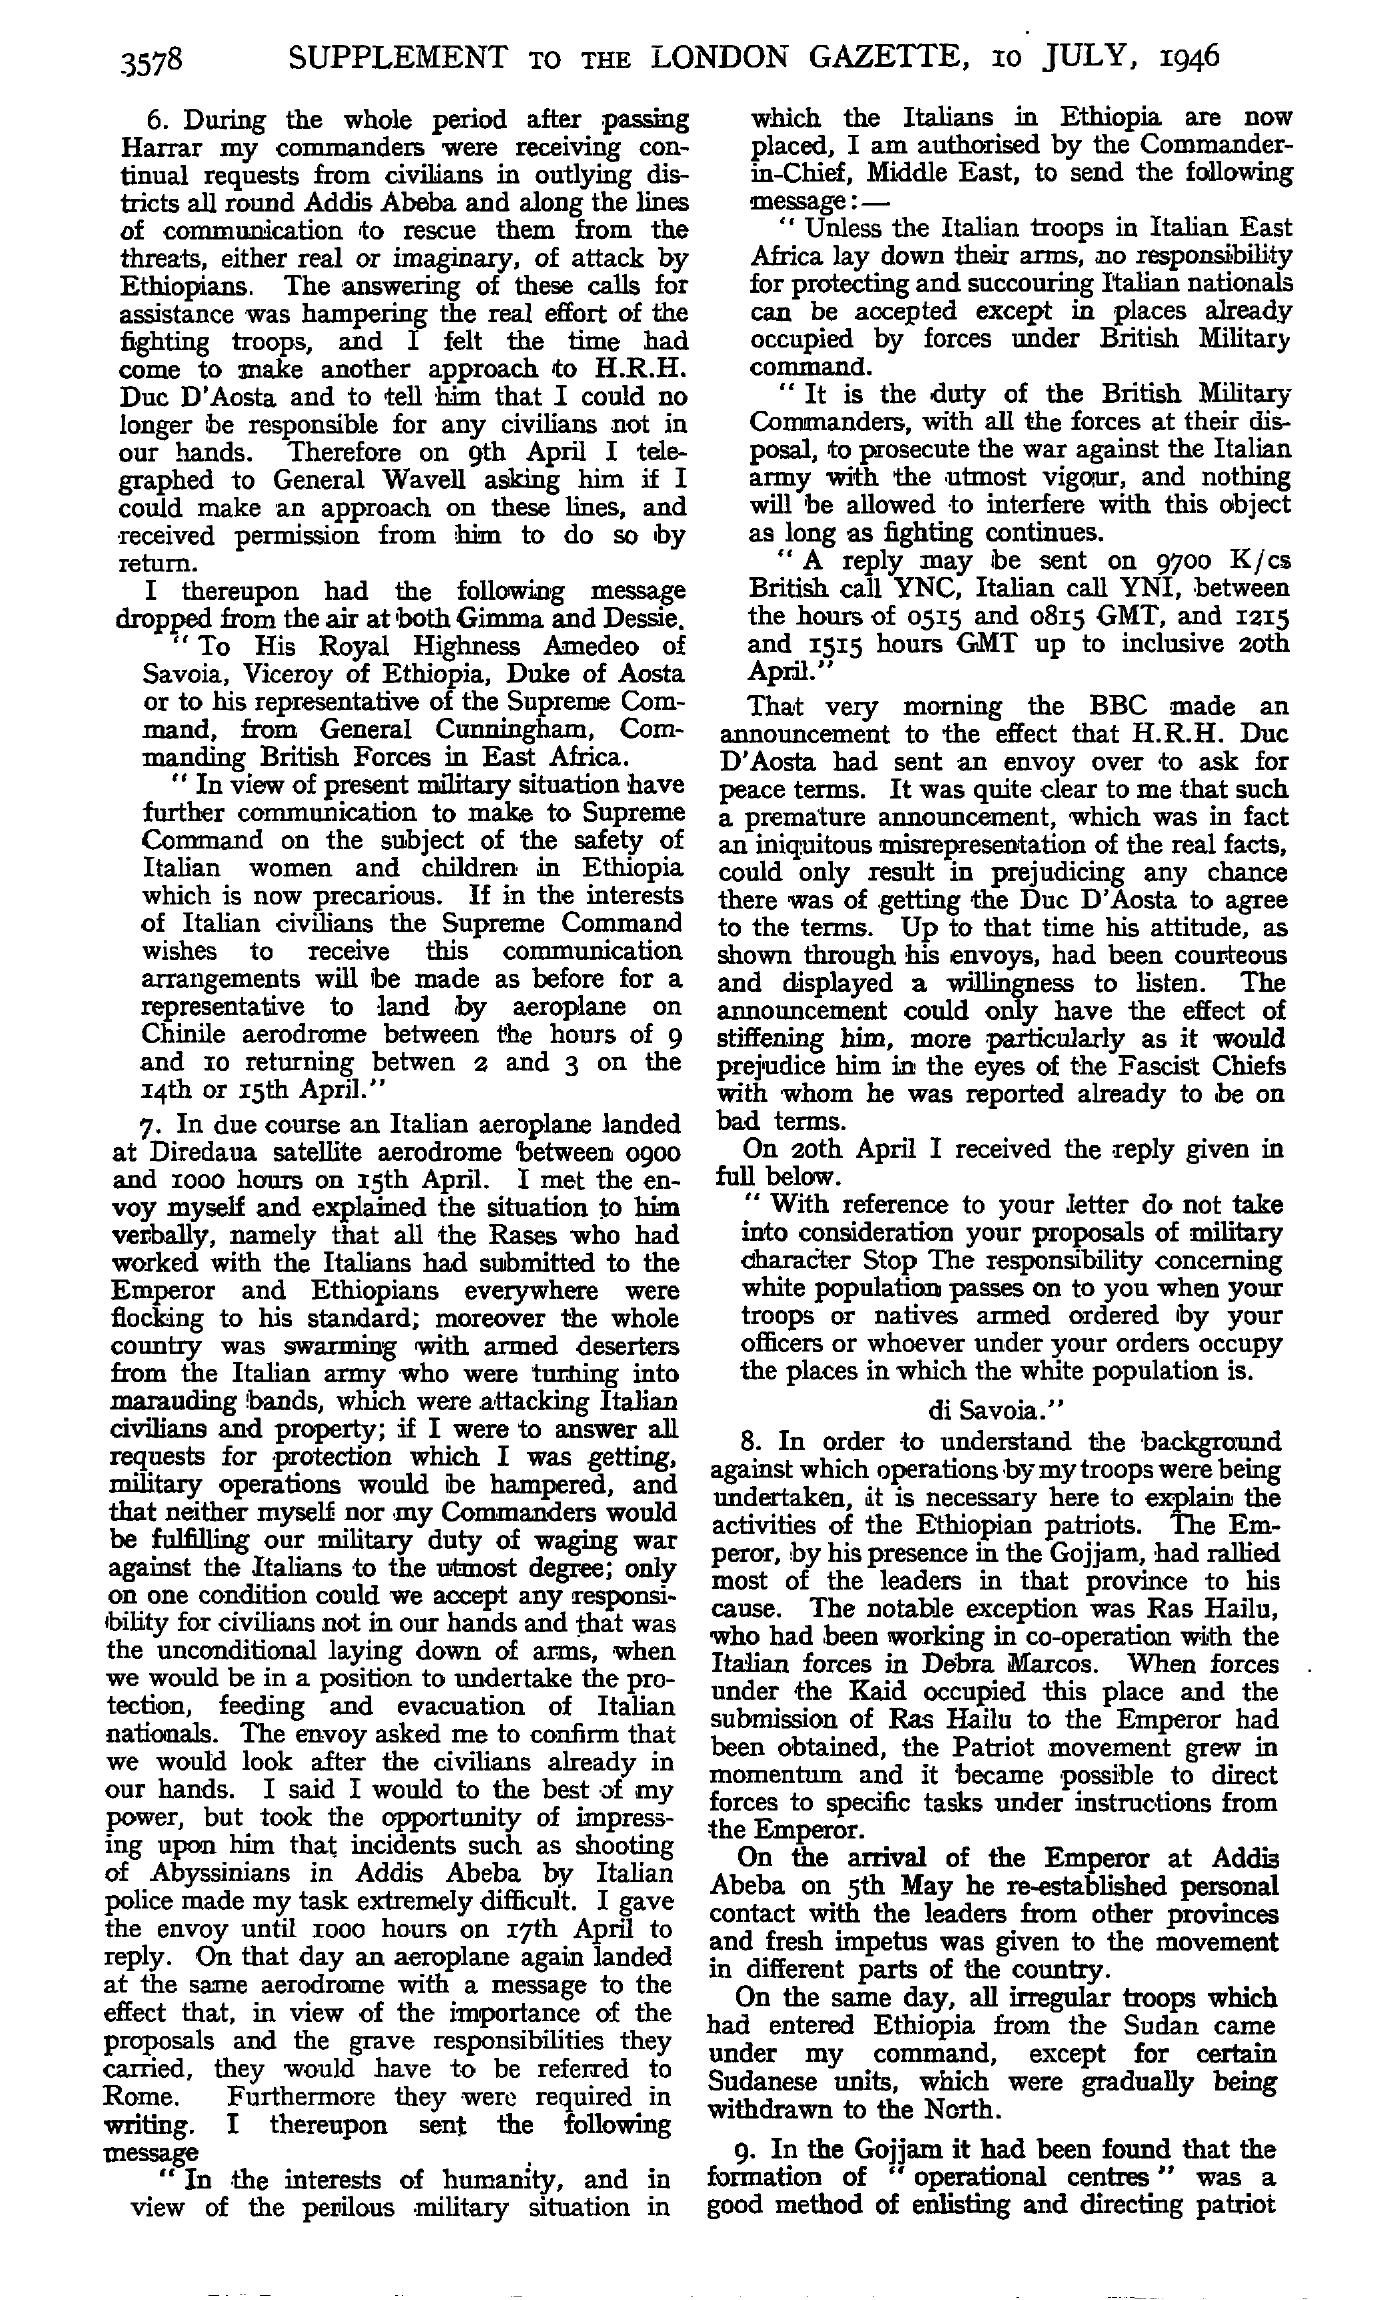 3578 SUPPLEMENT TO THE LONDON GAZETTE, 10 JULY, 1946
6. During the whole period after passing
Harrar my commanders were receiving con-
tinual requests from civilians in outlying dis-
tricts all round Addis Abeba and along the lines
of communication to rescue them from the
threats, either real or imaginary, of attack by
Ethiopians. The answering of these calls for
assistance was hampering the real effort of the
fighting troops, and I felt the time had
come to make another approach to H.R.H.
Duc D'Aosta and to tell him that I could no
longer be responsible for any civilians not in
our hands. Therefore on 9th April I tele-
graphed to General Wavell asking him if I
could make an approach on these lines, and
received permission from him to do so by
return.
I thereupon had the following message
dropped from the air at both Gimma and Dessie.
"To His Royal Highness Amedeo of
Savoia, Viceroy of Ethiopia, Duke of Aosta
or to his representative of the Supreme Com-
mand, from General Cunningham, Com-
manding British Forces in East Africa.
"In view of present military situation have
further communication to make to Supreme
Command on the subject of the safety of
Italian women and children in Ethiopia
which is now precarious. If in the interests
of Italian civilians the Supreme Command
wishes to receive this communication
arrangements will be made as before for a
representative to land by aeroplane on
Chinile aerodrome between the hours of 9
and 10 returning betwen 2 and 3 on the
14th or 15th April."
7. In due course an Italian aeroplane landed
at Diredaua satellite aerodrome between 0900
and 1000 hours on 15th April. I met the en-
voy myself and explained the situation to him
verbally, namely that all the Rases who had
worked with the Italians had submitted to the
Emperor and Ethiopians everywhere were
flocking to his standard; moreover the whole
country was swarming with armed deserters
from the Italian army who were turning into
marauding bands, which were attacking Italian
civilians and property; if I were to answer all
requests for protection which I was getting,
military operations would be hampered, and
that neither myself nor my Commanders would
be fulfilling our military duty of waging war
against the Italians to the utmost degree; only
on one condition could we accept any responsi-
bility for civilians not in our hands and that was
the unconditional laying down of arms, when
we would be in a position to undertake the pro-
tection, feeding and evacuation of Italian
nationals. The envoy asked me to confirm that
we would look after the civilians already in
our hands. I said I would to the best of my
power, but took the opportunity of impress-
ing upon him that incidents such as shooting
of Abyssinians in Addis Abeba by Italian
police made my task extremely difficult. I gave
the envoy until 1000 hours on 17th April to
reply. On that day an aeroplane again landed
at the same aerodrome with a message to the
effect that, in view of the importance of the
proposals and the grave responsibilities they
carried, they would have to be referred to
Rome. Furthermore they were required in
writing. I thereupon sent the following
message
"In the interests of humanity, and in
view of the perilous military situation in
which the Italians in Ethiopia are now
placed, I am authorised by the Commander-
in-Chief, Middle East, to send the following
message:—
"Unless the Italian troops in Italian East
Africa lay down their arms, no responsibility
for protecting and succouring Italian nationals
can be accepted except in places already
occupied by forces under British Military
command.
"It is the duty of the British Military
Commanders, with all the forces at their dis-
posal, to prosecute the war against the Italian
army with the utmost vigour, and nothing
will be allowed to interfere with this object
as long as fighting continues.
"A reply may be sent on 9700 K/cs
British call YNC, Italian call YNI, between
the hours of 0515 and 0815 GMT, and 1215
and 1515 hours GMT up to inclusive 20th
April."
That very morning the BBC made an
announcement to the effect that H.R.H. Duc
D'Aosta had sent an envoy over to ask for
peace terms. It was quite clear to me that such
a premature announcement, which was in fact
an iniquitous misrepresentation of the real facts,
could only result in prejudicing any chance
there was of getting the Duc D'Aosta to agree
to the terms. Up to that time his attitude, as
shown through his envoys, had been courteous
and displayed a willingness to listen. The
announcement could only have the effect of
stiffening him, more particularly as it would
prejudice him in the eyes of the Fascist Chiefs
with whom he was reported already to be on
bad terms.
On 20th April I received the reply given in
full below.
"With reference to your letter do not take
into consideration your proposals of military
character Stop The responsibility concerning
white population passes on to you when your
troops or natives armed ordered by your
officers or whoever under your orders occupy
the places in which the white population is.
di Savoia."
8. In order to understand the background
against which operations by my troops were being
undertaken, it is necessary here to explain the
activities of the Ethiopian patriots. The Em-
peror, by his presence in the Gojjam, had rallied
most of the leaders in that province to his
cause. The notable exception was Ras Hailu,
who had been working in co-operation with the
Italian forces in Debra Marcos. When forces
under the Kaid occupied this place and the
submission of Ras Hailu to the Emperor had
been obtained, the Patriot movement grew in
momentum and it became possible to direct
forces to specific tasks under instructions from
the Emperor.
On the arrival of the Emperor at Addis
Abeba on 5th May he re-established personal
contact with the leaders from other provinces
and fresh impetus was given to the movement
in different parts of the country.
On the same day, all irregular troops which
had entered Ethiopia from the Sudan came
under my command, except for certain
Sudanese units, which were gradually being
withdrawn to the North.
9. In the Gojjam it had been found that the
formation of "operational centres" was a
good method of enlisting and directing patriot